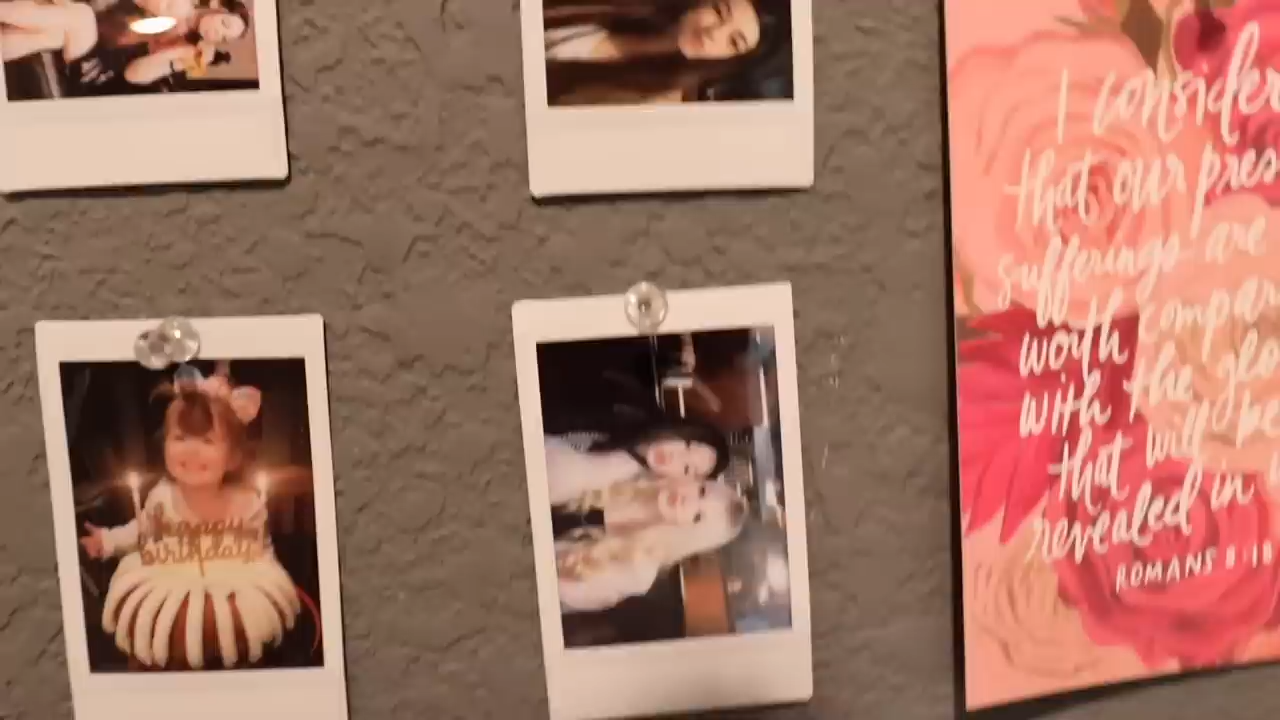 happy
birthday
I consider
that our pres
sufferings are
worth compar
with the glo
that will be
revealed in
ROMANS 8:18